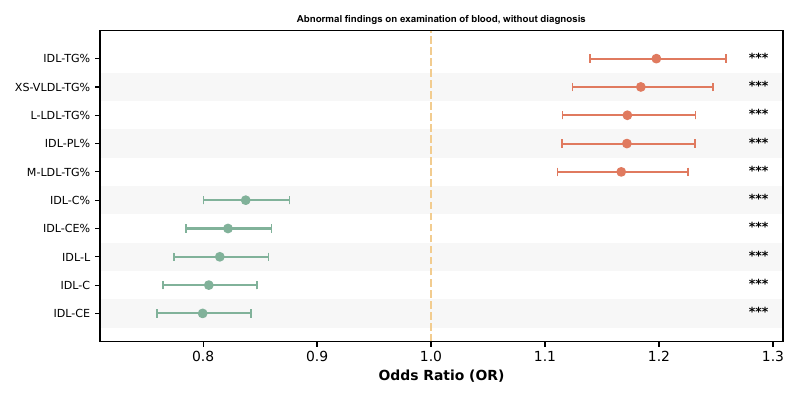 Abnormal findings on examination of blood, without diagnosis
IDL-TG% ***
XS-VLDL-TG% ***
L-LDL-TG% ***
IDL-PL% ***
M-LDL-TG% ***
IDL-C% ***
IDL-CE% ***
IDL-L ***
IDL-C ***
IDL-CE ***
0.8 0.9 1.0 1.1 1.2 1.3
Odds Ratio (OR)